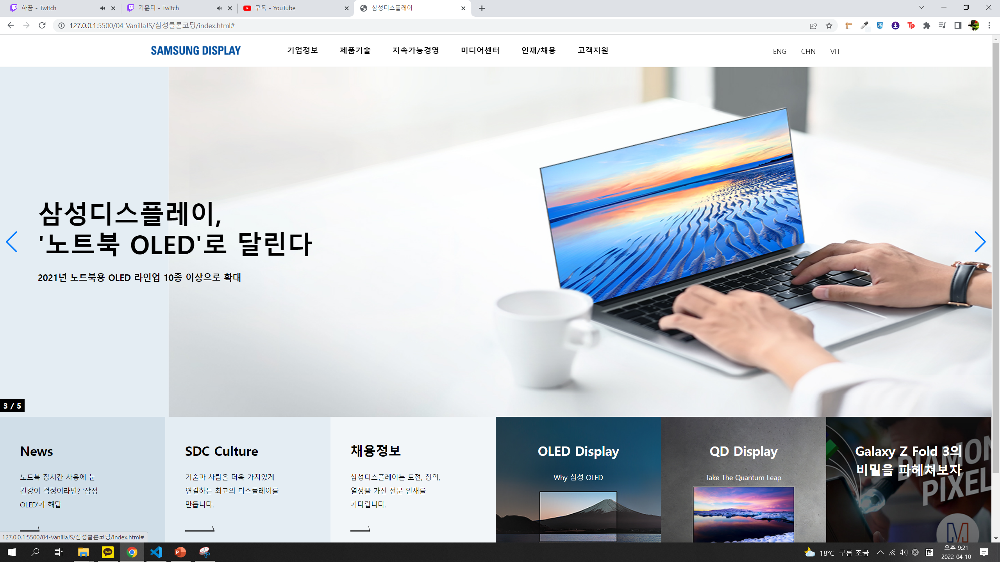 하꿈 - Twitch
기뮨디 - Twitch
구독 - YouTube
삼성디스플레이
127.0.0.1:5500/04-VanillaJS/삼성클론코딩/index.html#
SAMSUNG DISPLAY
기업정보
제품기술
지속가능경영
미디어센터
인재/채용
고객지원
ENG
CHN
VIT
삼성디스플레이,
'노트북 OLED'로 달린다
2021년 노트북용 OLED 라인업 10종 이상으로 확대
3 / 5
News
노트북 장시간 사용에 눈
건강이 걱정이라면? ‘삼성
OLED’가 해답
SDC Culture
기술과 사람을 더욱 가치있게
연결하는 최고의 디스플레이를
만듭니다.
채용정보
삼성디스플레이는 도전, 창의,
열정을 가진 전문 인재를
기다립니다.
OLED Display
Why 삼성 OLED
QD Display
Take The Quantum Leap
Galaxy Z Fold 3의
비밀을 파헤쳐보자
DIAMON
PIXEL
127.0.0.1:5500/04-VanillaJS/삼성클론코딩/index.html#
TALK
18°C 구름 조금
한
오후 9:21
2022-04-10